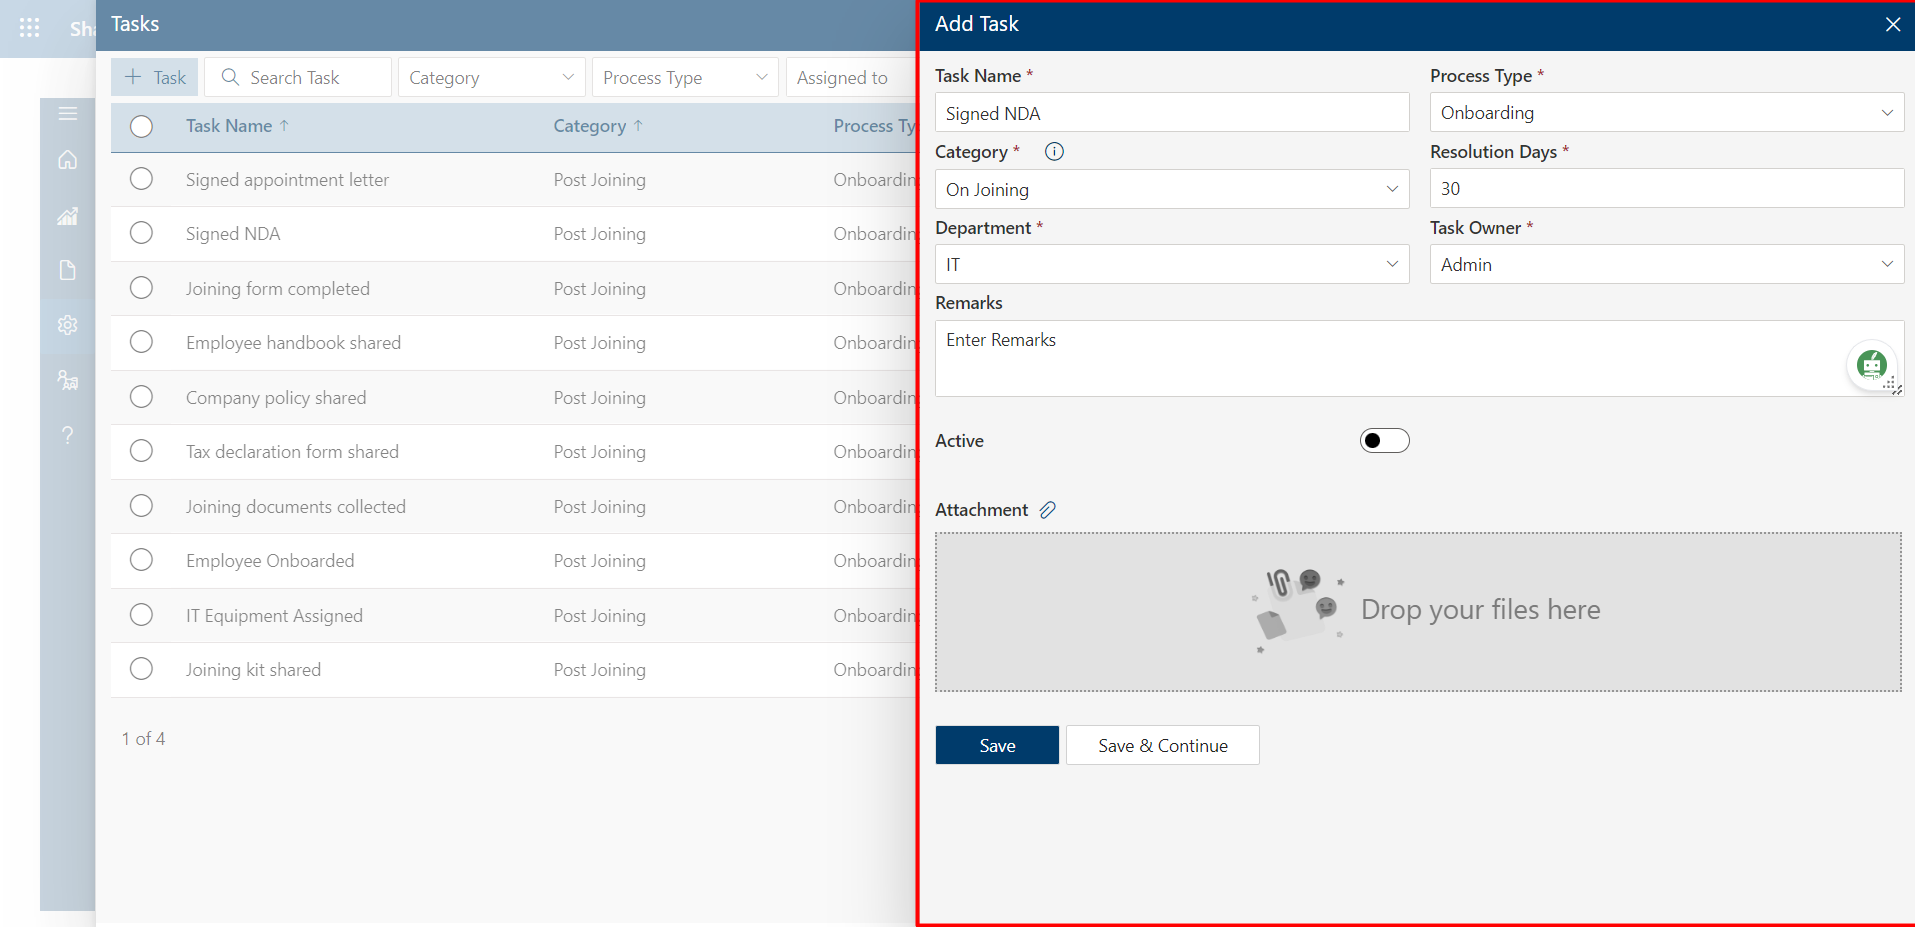 Sha
Tasks
Task
Search Task
Category
Process Type
Assigned to
Task Name ↑ Category ↑ Process Ty
Signed appointment letter Post Joining Onboardin
Signed NDA Post Joining Onboardin
Joining form completed Post Joining Onboardin
Employee handbook shared Post Joining Onboardin
Company policy shared Post Joining Onboardin
Tax declaration form shared Post Joining Onboardin
Joining documents collected Post Joining Onboardin
Employee Onboarded Post Joining Onboardin
IT Equipment Assigned Post Joining Onboardin
Joining kit shared Post Joining Onboardin
1 of 4
Add Task
Task Name * Process Type *
Signed NDA Onboarding
Category * Resolution Days *
On Joining 30
Department * Task Owner *
IT Admin
Remarks
Enter Remarks
Active
Attachment
Drop your files here
Save Save & Continue